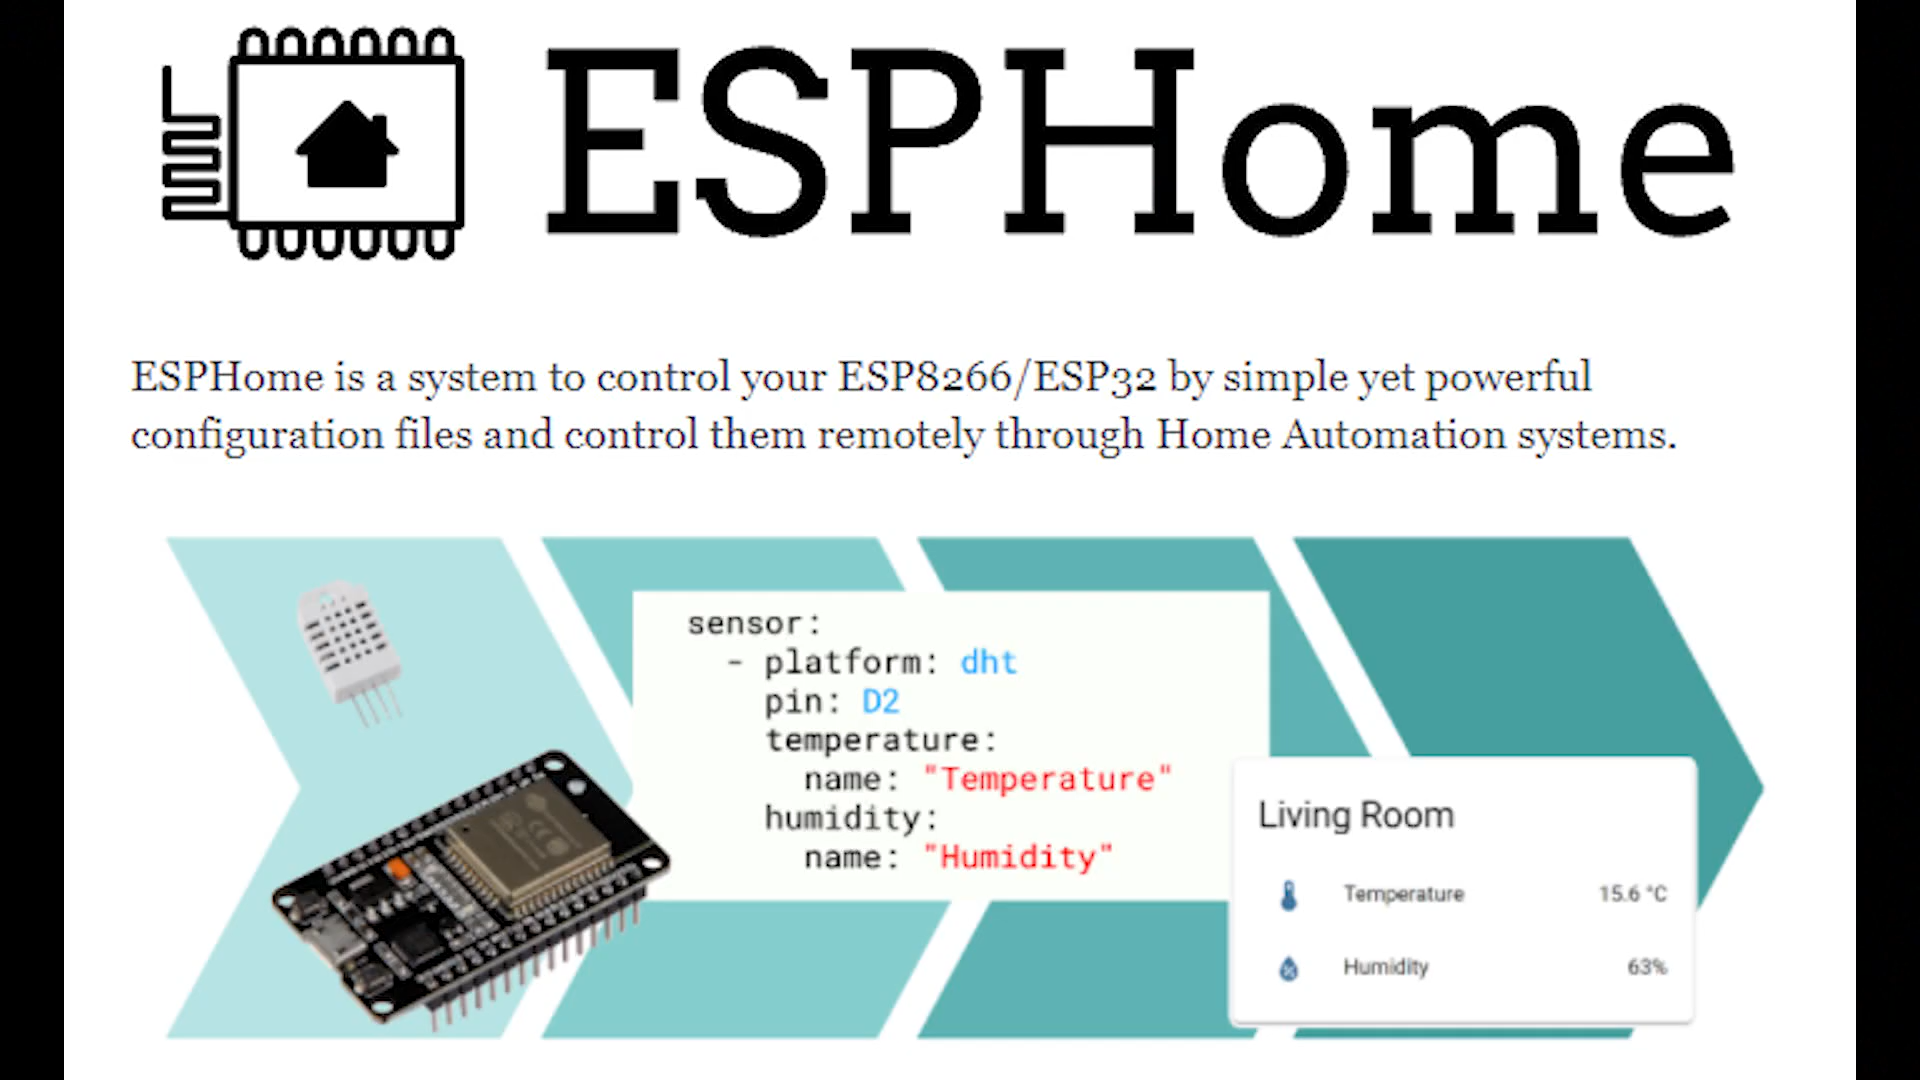 ESPHome
ESPHome is a system to control your ESP8266/ESP32 by simple yet powerful
configuration files and control them remotely through Home Automation systems.
sensor:
- platform: dht
pin: D2
temperature:
name: "Temperature"
humidity:
name: "Humidity"
Living Room
Temperature 15.6 °C
Humidity 63%